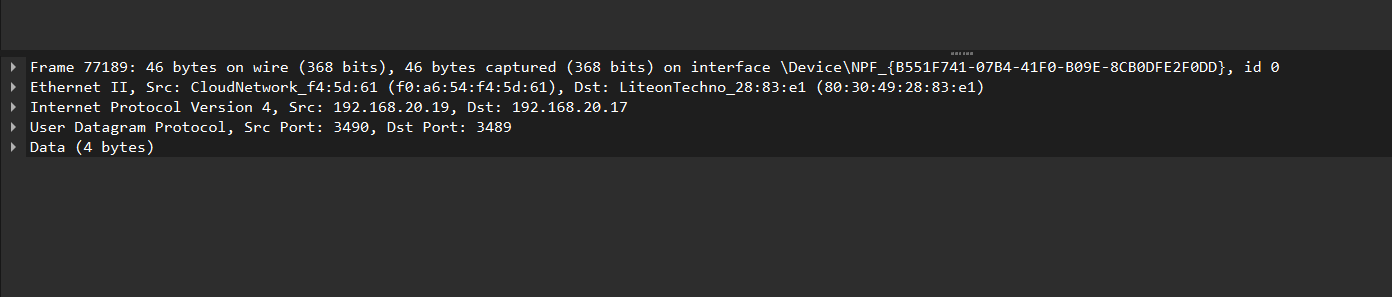 Frame 77189: 46 bytes on wire (368 bits), 46 bytes captured (368 bits) on interface \Device\NPF_{B551F741-07B4-41F0-B09E-8CB0DFE2F0DD}, id 0
Ethernet II, Src: CloudNetwork_f4:5d:61 (f0:a6:54:f4:5d:61), Dst: LiteonTechno_28:83:e1 (80:30:49:28:83:e1)
Internet Protocol Version 4, Src: 192.168.20.19, Dst: 192.168.20.17
User Datagram Protocol, Src Port: 3490, Dst Port: 3489
Data (4 bytes)